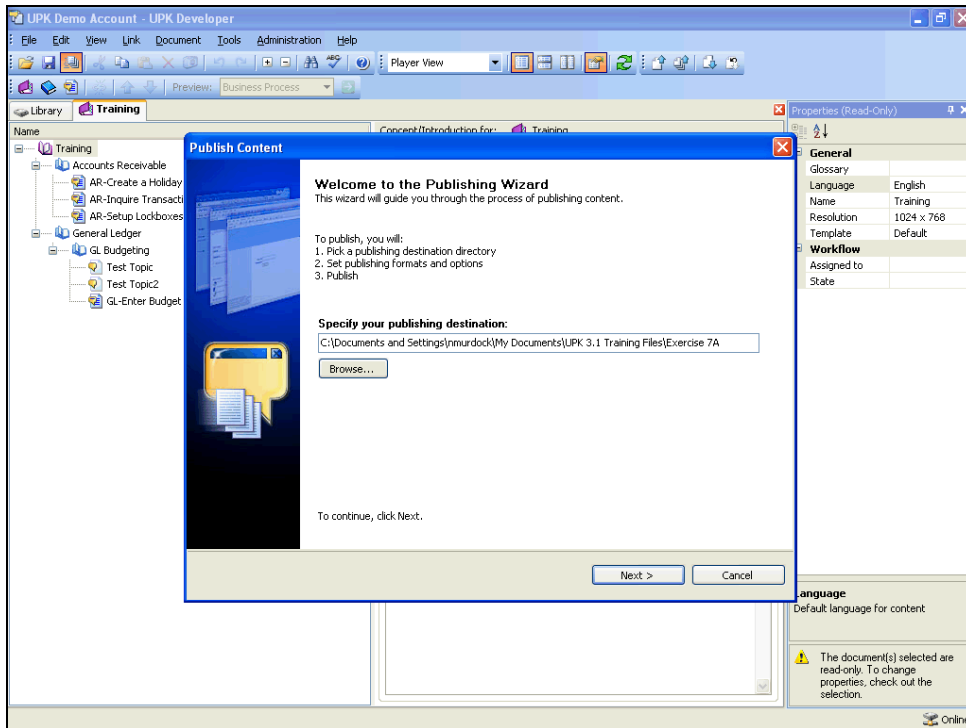 UPK Demo Account - UPK Developer
File Edit View Link Document Tools Administration Help
Player View
Preview: Business Process
Library Training
Name
Concept/Introduction for: Training
Training
Accounts Receivable
AR-Create a Holiday
AR-Inquire Transacti
AR-Setup Lockboxes
General Ledger
GL Budgeting
Test Topic
Test Topic2
GL-Enter Budget
Publish Content
Welcome to the Publishing Wizard
This wizard will guide you through the process of publishing content.
To publish, you will:
1. Pick a publishing destination directory
2. Set publishing formats and options
3. Publish
Specify your publishing destination:
C:\Documents and Settings\nmurdock\My Documents\UPK 3.1 Training Files\Exercise 7A
Browse...
To continue, click Next.
Next > Cancel
Properties (Read-Only)
General
Glossary
Language English
Name Training
Resolution 1024 x 768
Template Default
Workflow
Assigned to
State
Language
Default language for content
The document(s) selected are
read-only. To change
properties, check out the
selection.
Online